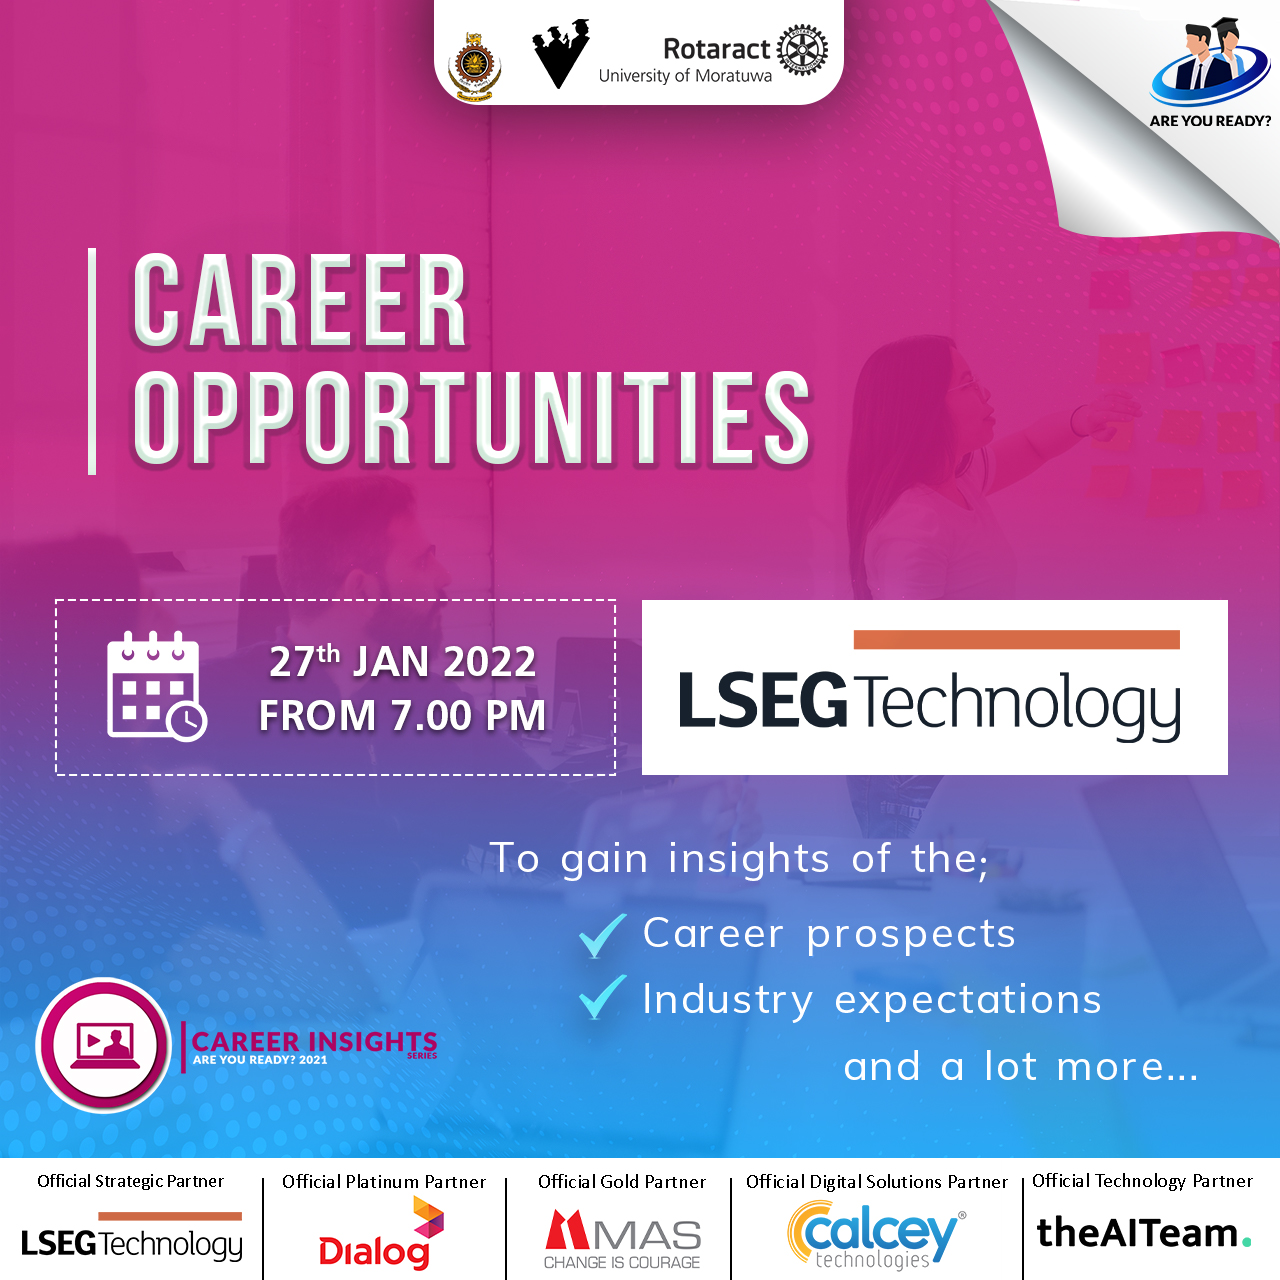 Rotaract
University of Moratuwa
ARE YOU READY?
CAREER
OPPORTUNITIES
27th JAN 2022
FROM 7.00 PM
LSEG Technology
To gain insights of the;
Career prospects
Industry expectations
and a lot more...
CAREER INSIGHTS
SERIES
ARE YOU READY? 2021
Official Strategic Partner
LSEG Technology
Official Platinum Partner
Dialog
Official Gold Partner
MAS
CHANGE IS COURAGE
Official Digital Solutions Partner
calcey®
technologies
Official Technology Partner
theAITeam.